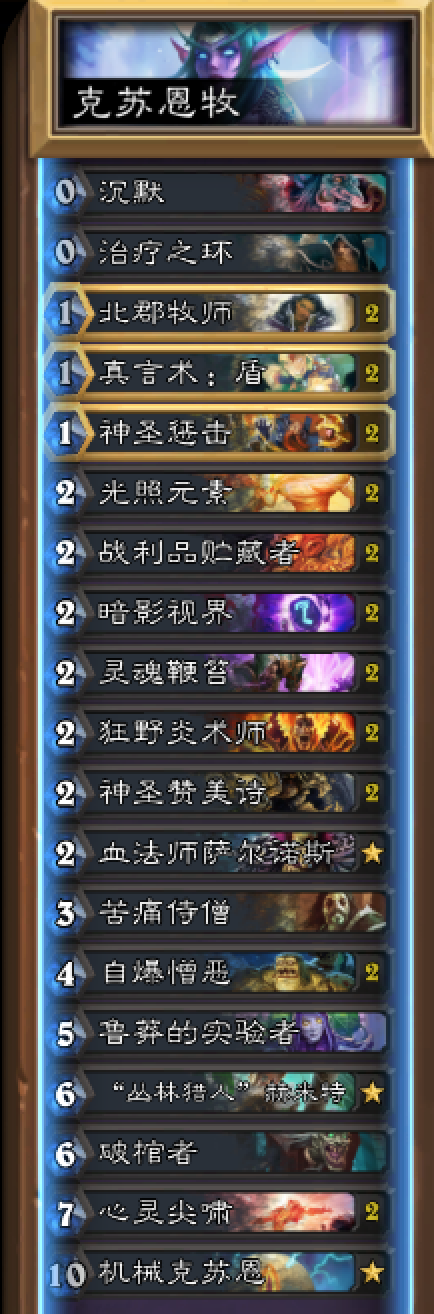 克苏恩牧
0 沉默
0 治疗之环
1 北郡牧师 2
1 真言术：盾 2
1 神圣惩击 2
2 光照元素 2
2 战利品贮藏者 2
2 暗影视界 2
2 灵魂鞭笞 2
2 狂野炎术师 2
2 神圣赞美诗 2
2 血法师萨尔诺斯
3 苦痛侍僧
4 自爆憎恶 2
5 鲁莽的实验者
6 “丛林猎人”赫米特
6 破棺者
7 心灵尖啸 2
10 机械克苏恩